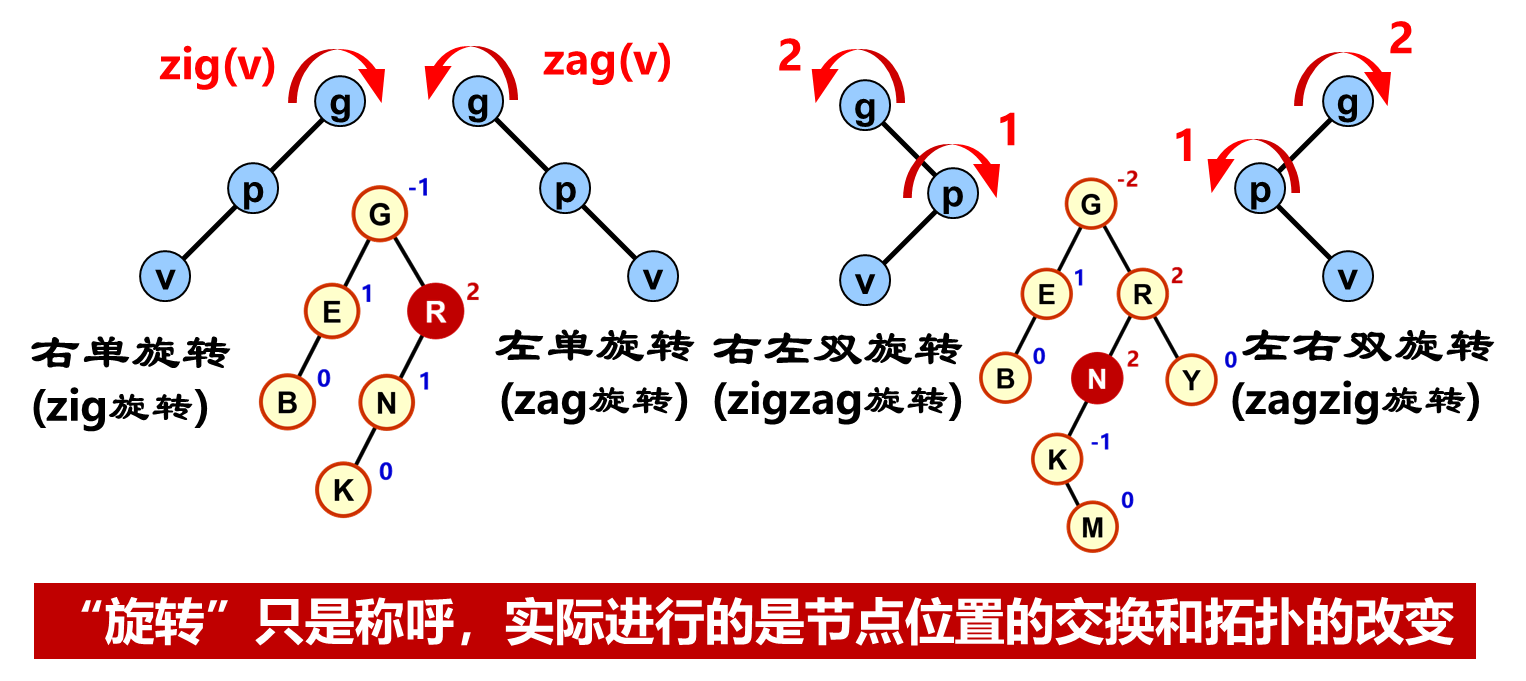 zig(v)
g
p
v
右单旋转
(zig旋转)
G -1
E 1
R 2
B 0
N 1
K 0
zag(v)
g
p
v
左单旋转
(zag旋转)
2
g
1
p
v
右左双旋转
(zigzag旋转)
G -2
E 1
R 2
B 0
N 2
Y 0
K -1
M 0
2
g
1
p
v
左右双旋转
(zagzig旋转)
“旋转”只是称呼，实际进行的是节点位置的交换和拓扑的改变